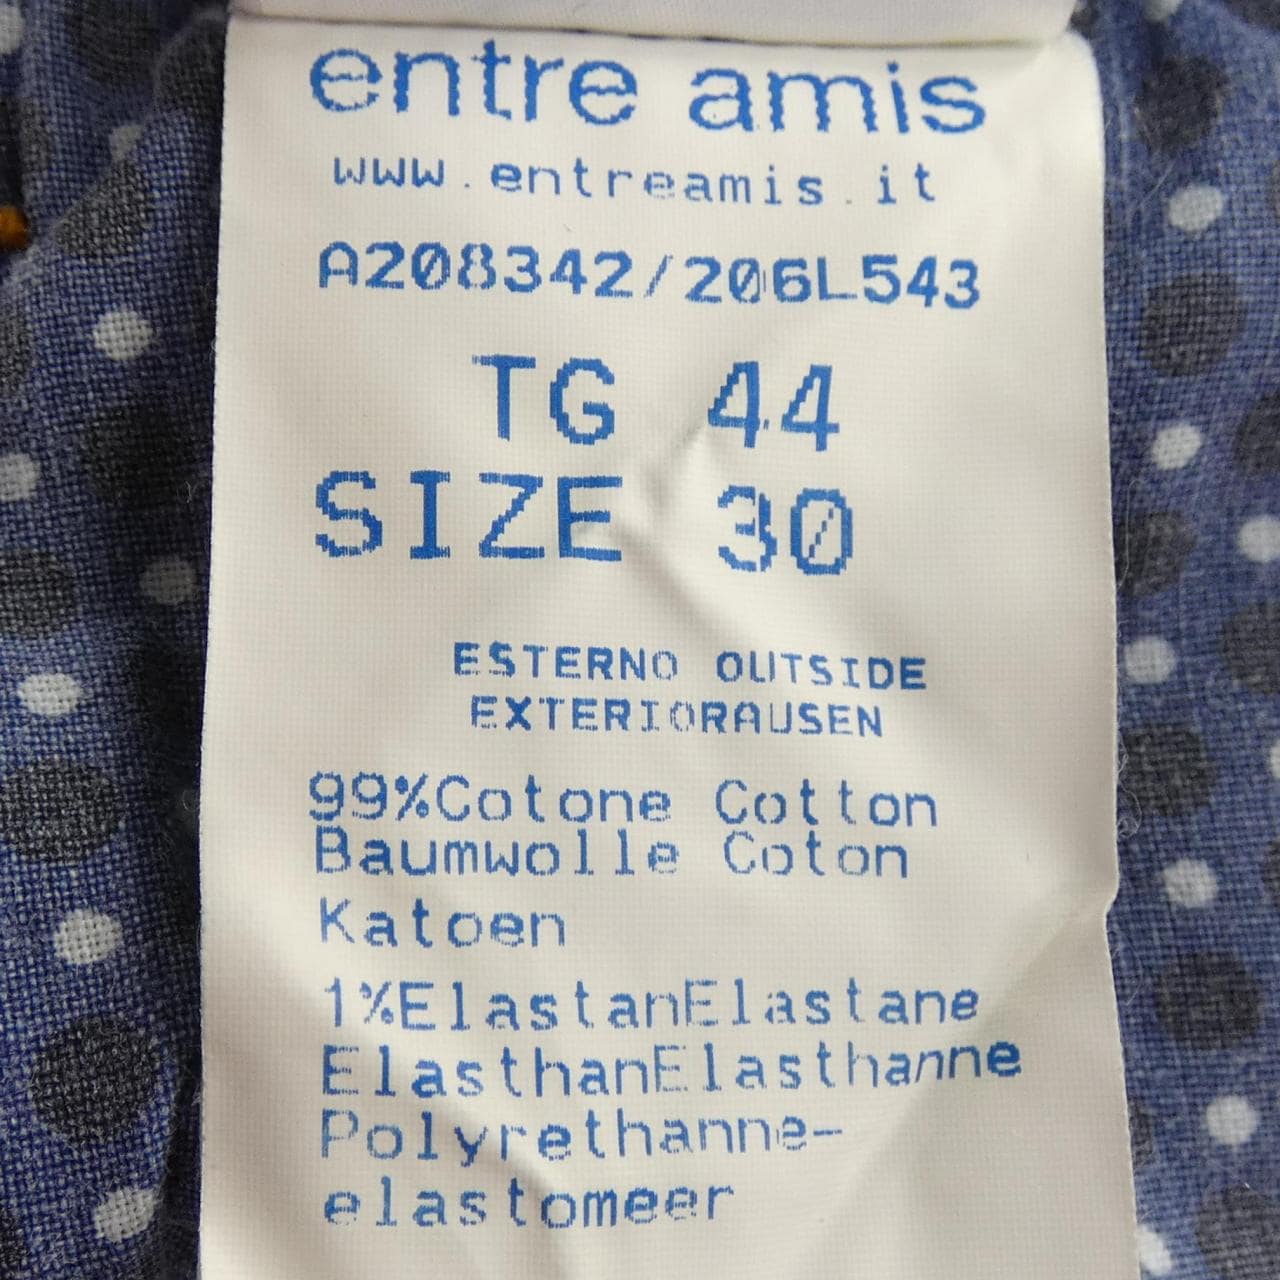 entre amis
www.entreamis.it
A208342/206L543
TG 44
SIZE 30
ESTERNO OUTSIDE
EXTERIORAUSEN
99%Cotone Cotton
Baumwolle Coton
Katoen
1%ElastanElastane
ElasthanElasthanne
Polyrethanne-
elastomeer